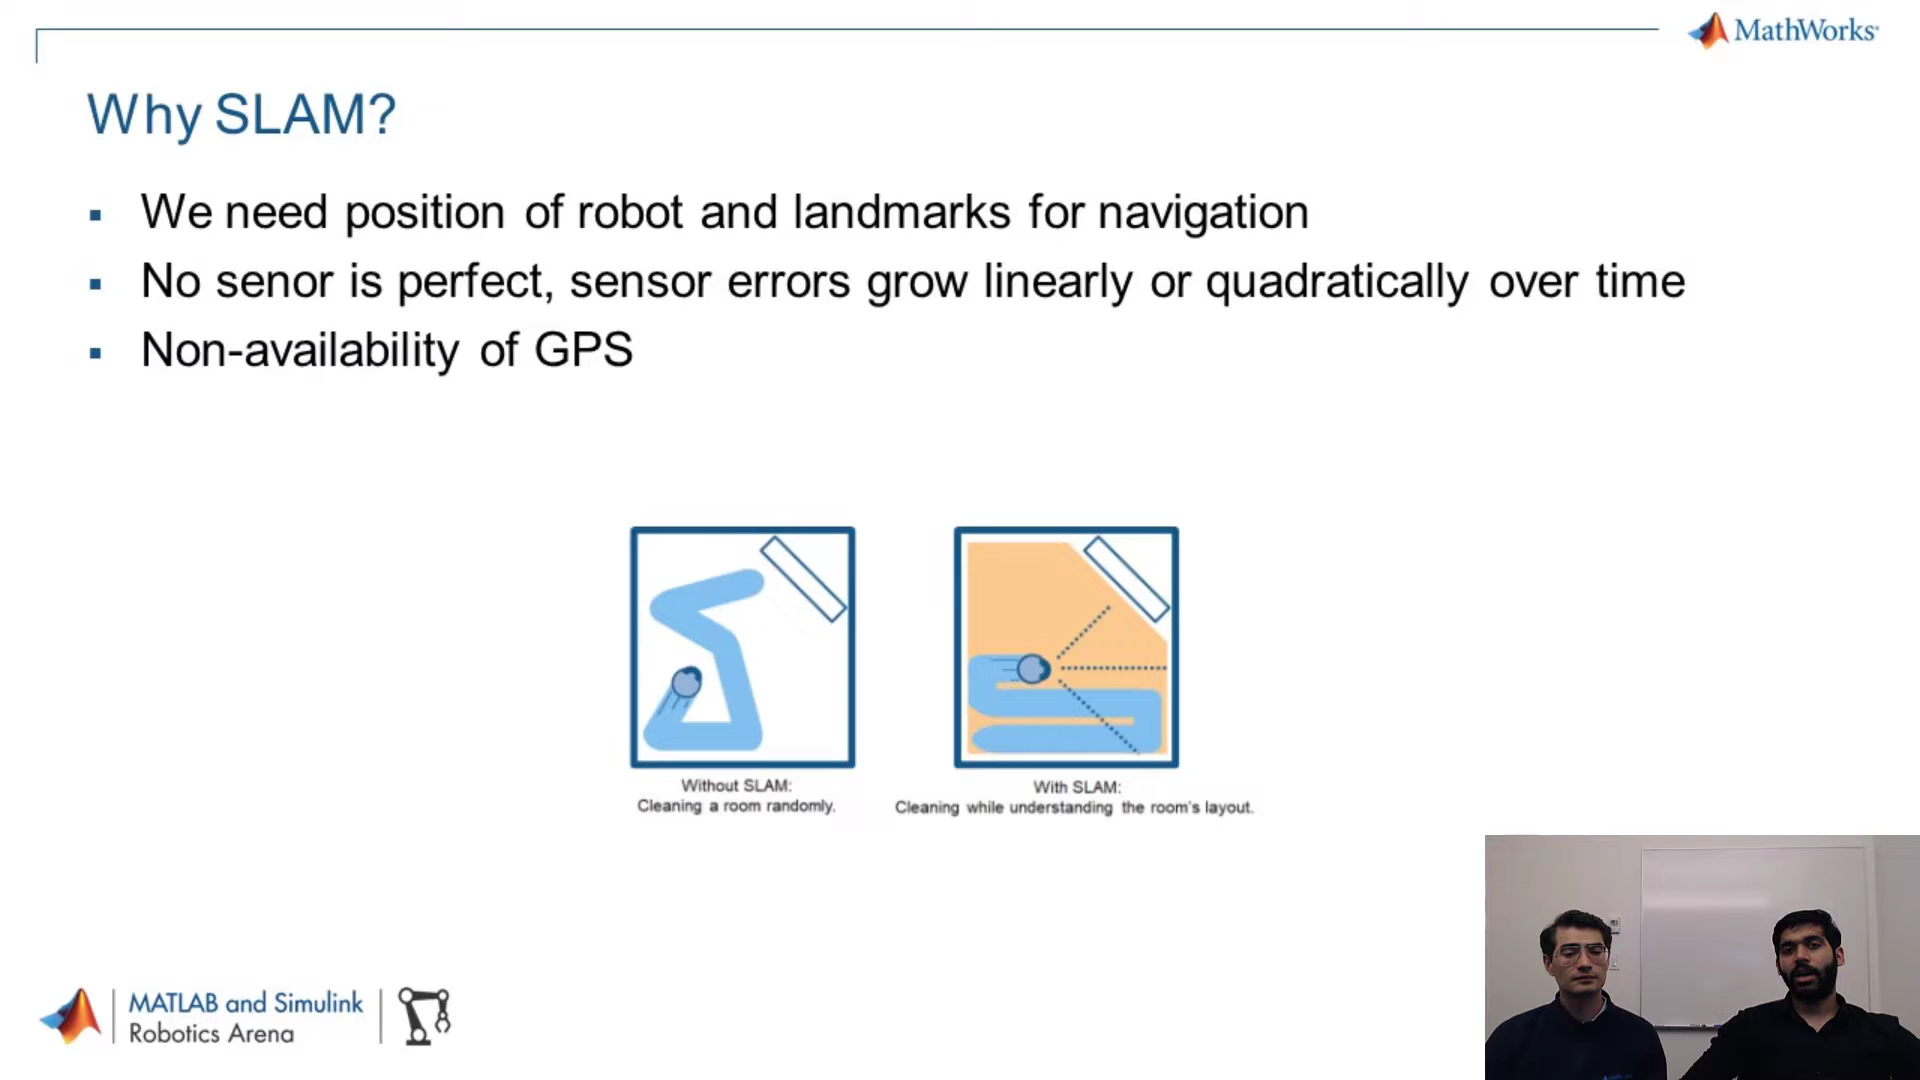 MathWorks
Why SLAM?
▪ We need position of robot and landmarks for navigation
▪ No senor is perfect, sensor errors grow linearly or quadratically over time
▪ Non-availability of GPS
Without SLAM:
Cleaning a room randomly.
With SLAM:
Cleaning while understanding the room's layout.
MATLAB and Simulink
Robotics Arena